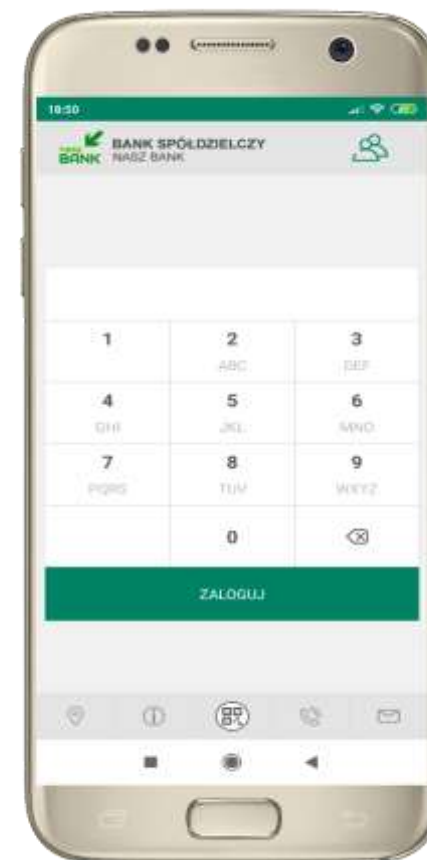 18:50
nasz
BANK
BANK SPÓŁDZIELCZY
NASZ BANK
1
2
3
ABC
DEF
4
5
6
GHI
JKL
MNO
7
8
9
PQRS
TUV
WXYZ
0
ZALOGUJ